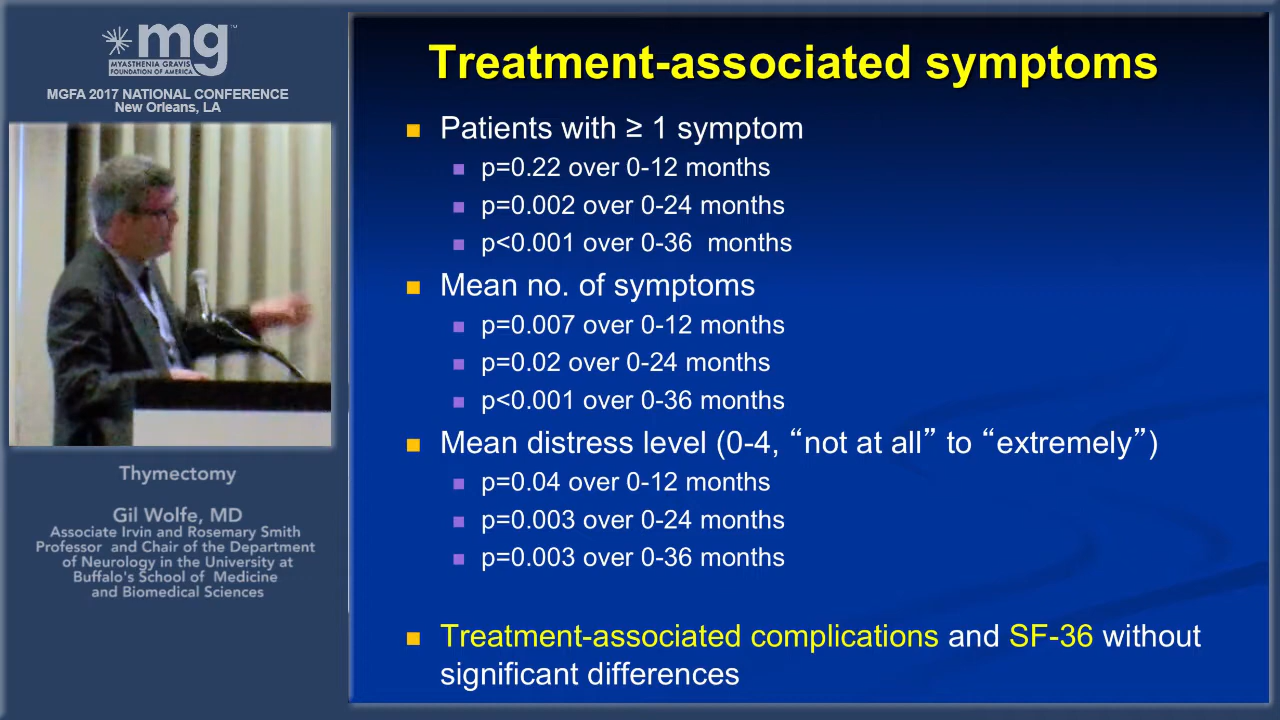 mg
MYASTHENIA GRAVIS
FOUNDATION OF AMERICA
MGFA 2017 NATIONAL CONFERENCE
New Orleans, LA
Thymectomy
Gil Wolfe, MD
Associate Irvin and Rosemary Smith
Professor and Chair of the Department
of Neurology in the University at
Buffalo's School of Medicine
and Biomedical Sciences
Treatment-associated symptoms
Patients with ≥ 1 symptom
p=0.22 over 0-12 months
p=0.002 over 0-24 months
p<0.001 over 0-36 months
Mean no. of symptoms
p=0.007 over 0-12 months
p=0.02 over 0-24 months
p<0.001 over 0-36 months
Mean distress level (0-4, “not at all” to “extremely”)
p=0.04 over 0-12 months
p=0.003 over 0-24 months
p=0.003 over 0-36 months
Treatment-associated complications and SF-36 without
significant differences